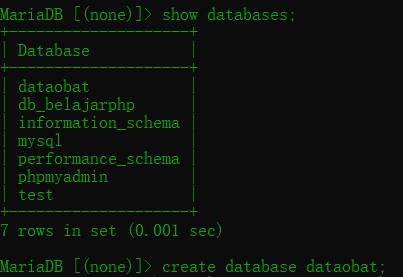 MariaDB [(none)]> show databases;
+--------------------+
| Database           |
+--------------------+
| dataobat           |
| db_belajarphp      |
| information_schema |
| mysql              |
| performance_schema |
| phpmyadmin         |
| test               |
+--------------------+
7 rows in set (0.001 sec)
MariaDB [(none)]> create database dataobat;